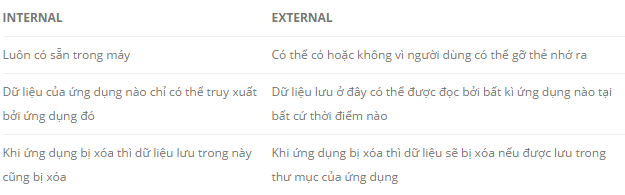 INTERNAL EXTERNAL
Luôn có sẵn trong máy Có thể có hoặc không vì người dùng có thể gỡ thẻ nhớ ra
Dữ liệu của ứng dụng nào chỉ có thể truy xuất Dữ liệu lưu ở đây có thể được đọc bởi bất kì ứng dụng nào tại
bởi ứng dụng đó bất cứ thời điểm nào
Khi ứng dụng bị xóa thì dữ liệu lưu trong này Khi ứng dụng bị xóa thì dữ liệu sẽ bị xóa nếu được lưu trong
cũng bị xóa thư mục của ứng dụng